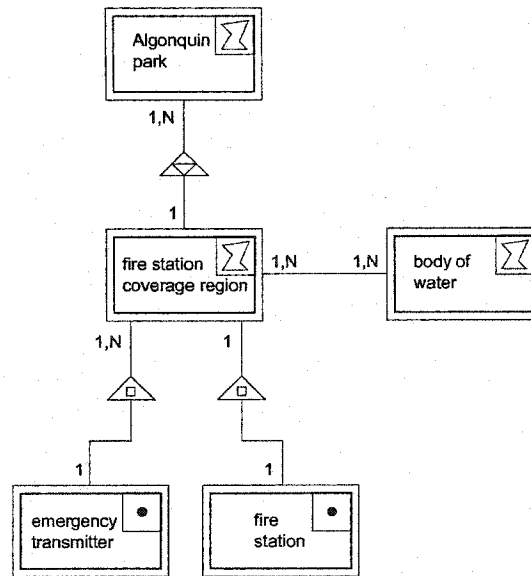 Algonquin
park
1,N
1
fire station
coverage region
1,N
1,N
body of
water
1,N
1
1
1
emergency
transmitter
fire
station